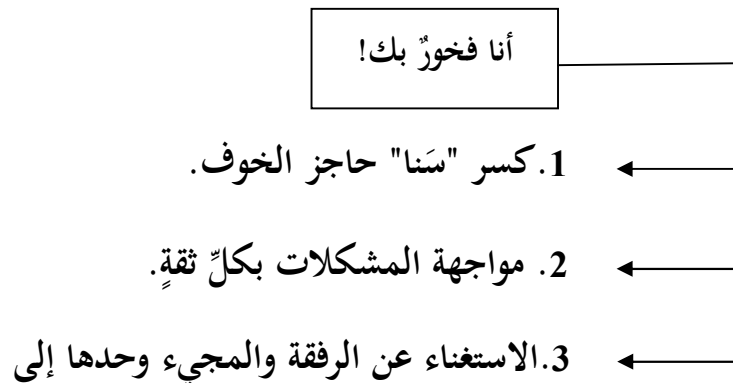 أنا فخورٌ بك!
1.كسر "سَنا" حاجز الخوف.
2. مواجهة المشكلات بكلِّ ثقةٍ.
3.الاستغناء عن الرفقة والمجيء وحدها إلى